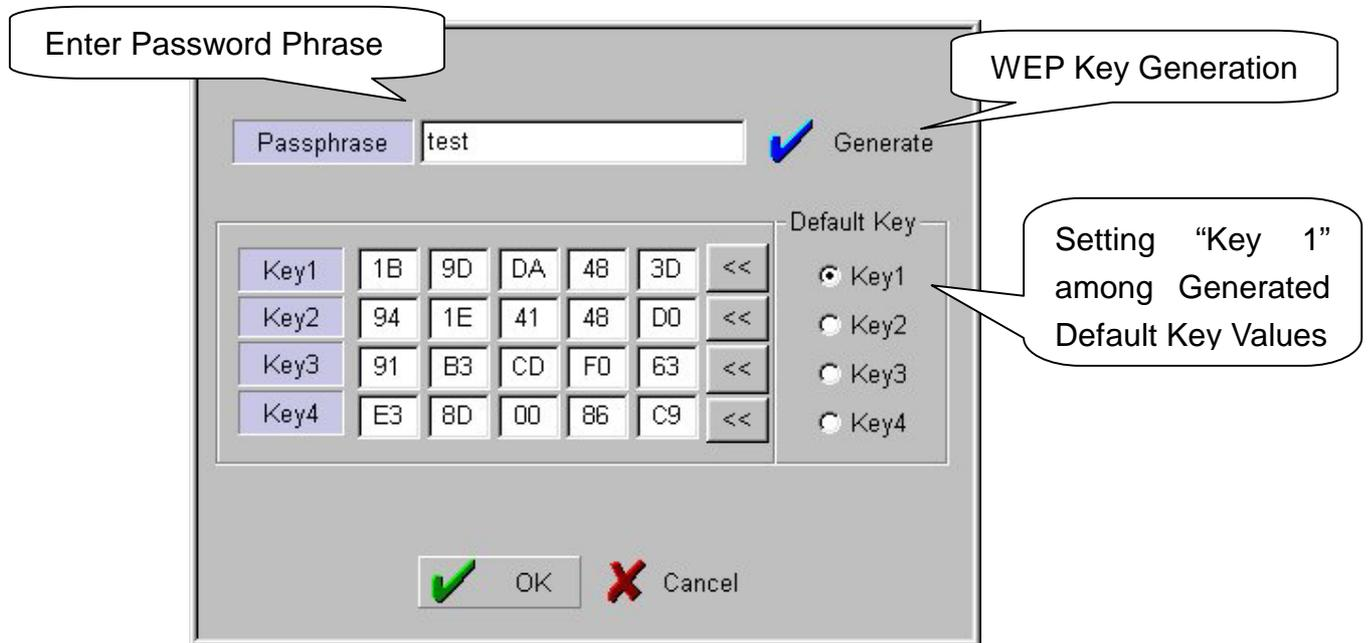 Enter Password Phrase
WEP Key Generation
Passphrase test Generate
Default Key
Setting “Key 1”
among Generated
Default Key Values
Key1 1B 9D DA 48 3D << Key1
Key2 94 1E 41 48 D0 << Key2
Key3 91 B3 CD F0 63 << Key3
Key4 E3 8D 00 86 C9 << Key4
OK Cancel